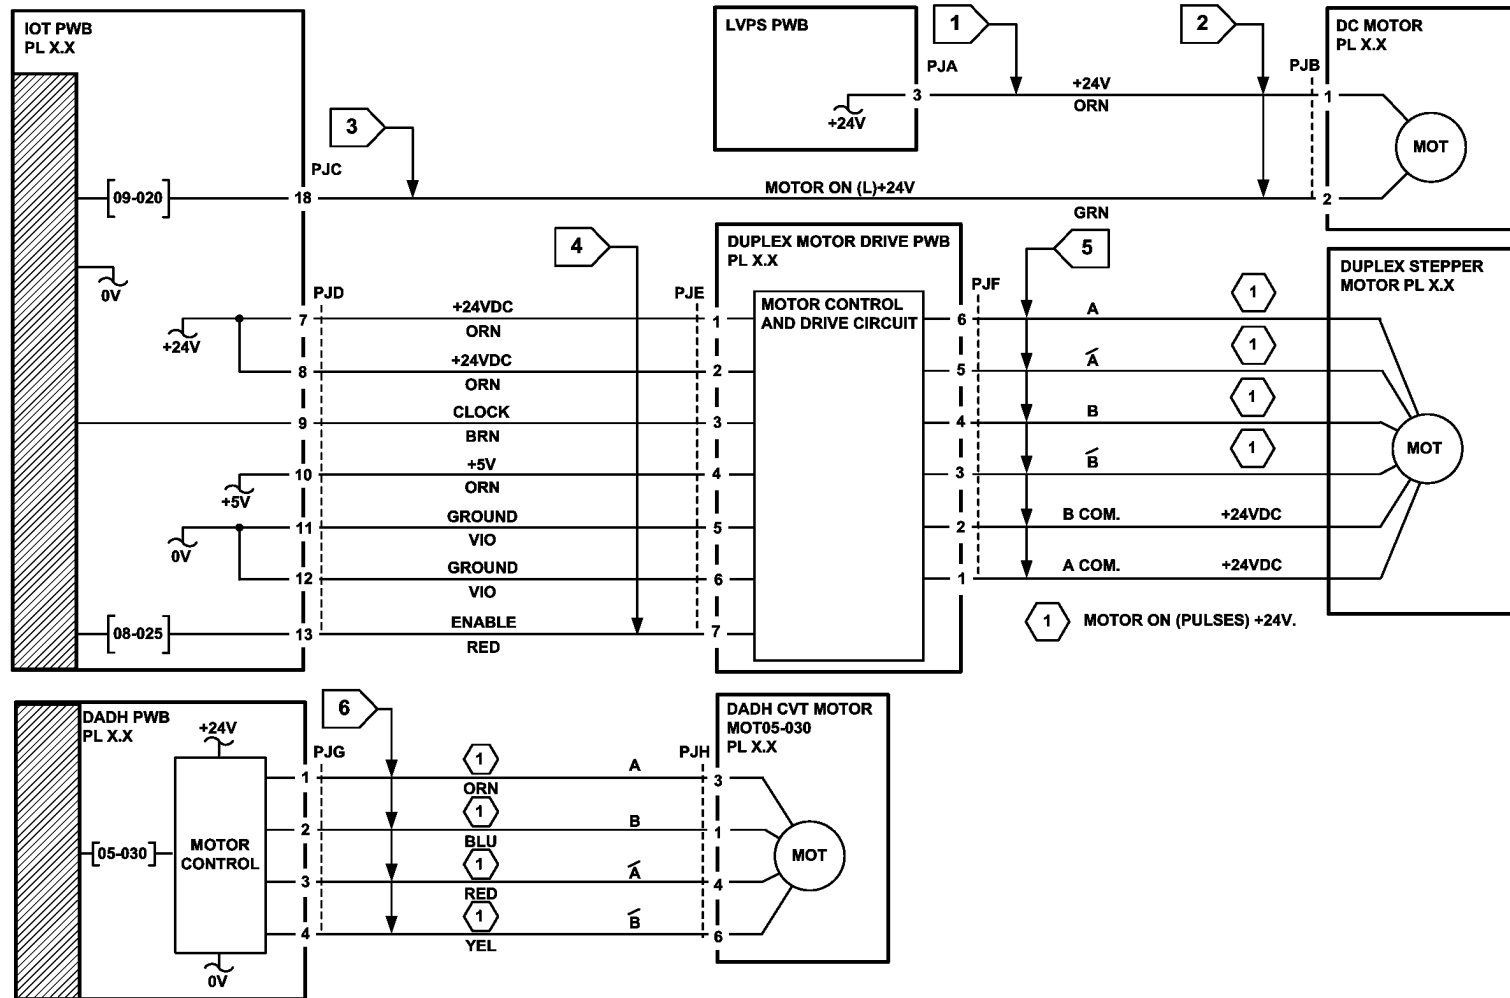 IOT PWB
PL X.X
LVPS PWB
1
2
DC MOTOR
PL X.X
PJA
PJB
3
+24V
ORN
1
+24V
MOT
3
PJC
[09-020]
18
MOTOR ON (L)+24V
2
GRN
0V
4
DUPLEX MOTOR DRIVE PWB
PL X.X
5
DUPLEX STEPPER
MOTOR PL X.X
PJD
PJE
MOTOR CONTROL
AND DRIVE CIRCUIT
PJF
+24V
7
+24VDC
ORN
1
6
A
1
8
+24VDC
ORN
2
5
A̅
1
9
CLOCK
BRN
3
4
B
1
MOT
+5V
10
+5V
ORN
4
3
B̅
1
0V
11
GROUND
VIO
5
2
B COM.
+24VDC
12
GROUND
VIO
6
1
A COM.
+24VDC
[08-025]
13
ENABLE
RED
7
1
MOTOR ON (PULSES) +24V.
DADH PWB
PL X.X
+24V
6
DADH CVT MOTOR
MOT05-030
PL X.X
PJG
PJH
1
1
ORN
A
3
2
1
BLU
B
1
[05-030]
MOTOR
CONTROL
MOT
3
1
RED
A̅
4
4
1
YEL
B̅
6
0V